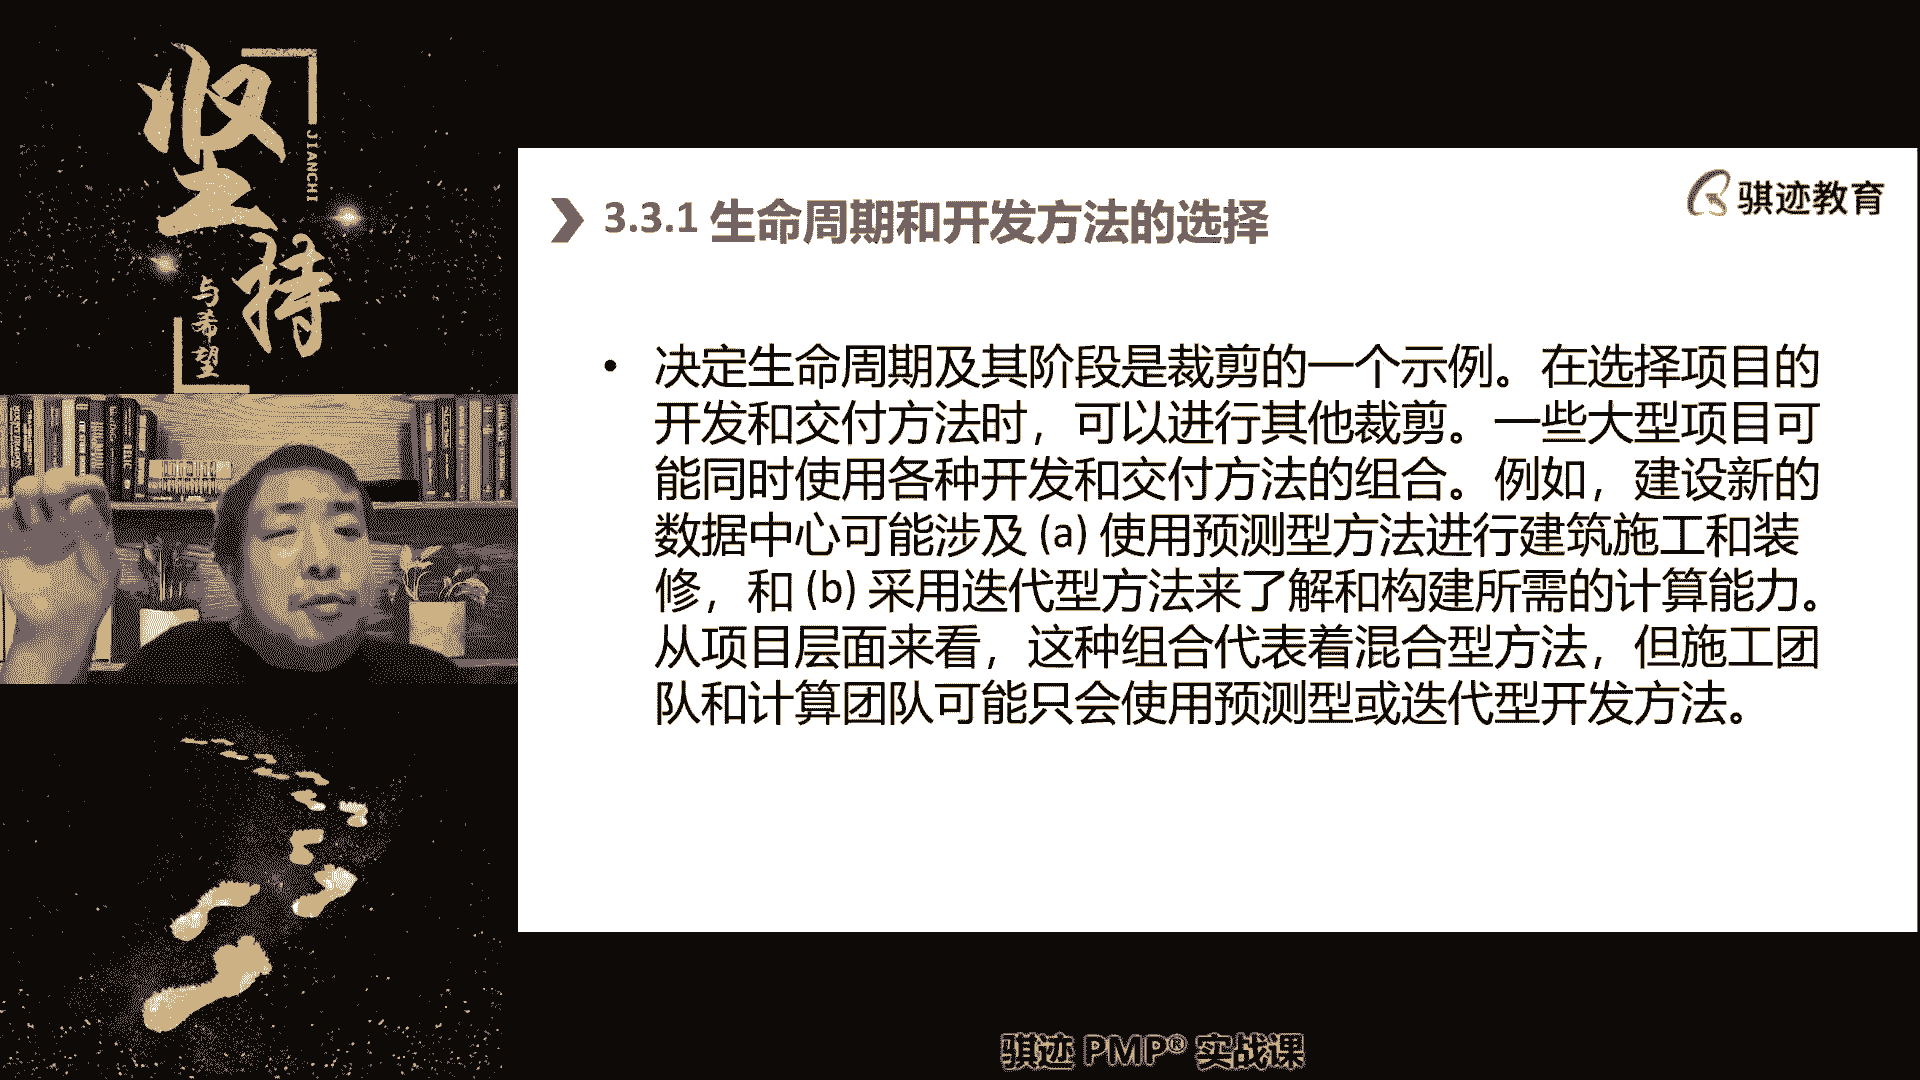 坚持
JIANCHI
与希望
骐迹教育
3.3.1 生命周期和开发方法的选择
• 决定生命周期及其阶段是裁剪的一个示例。在选择项目的
开发和交付方法时，可以进行其他裁剪。一些大型项目可
能同时使用各种开发和交付方法的组合。例如，建设新的
数据中心可能涉及 (a) 使用预测型方法进行建筑施工和装
修，和 (b) 采用迭代型方法来了解和构建所需的计算能力。
从项目层面来看，这种组合代表着混合型方法，但施工团
队和计算团队可能只会使用预测型或迭代型开发方法。
骐迹 PMP® 实战课